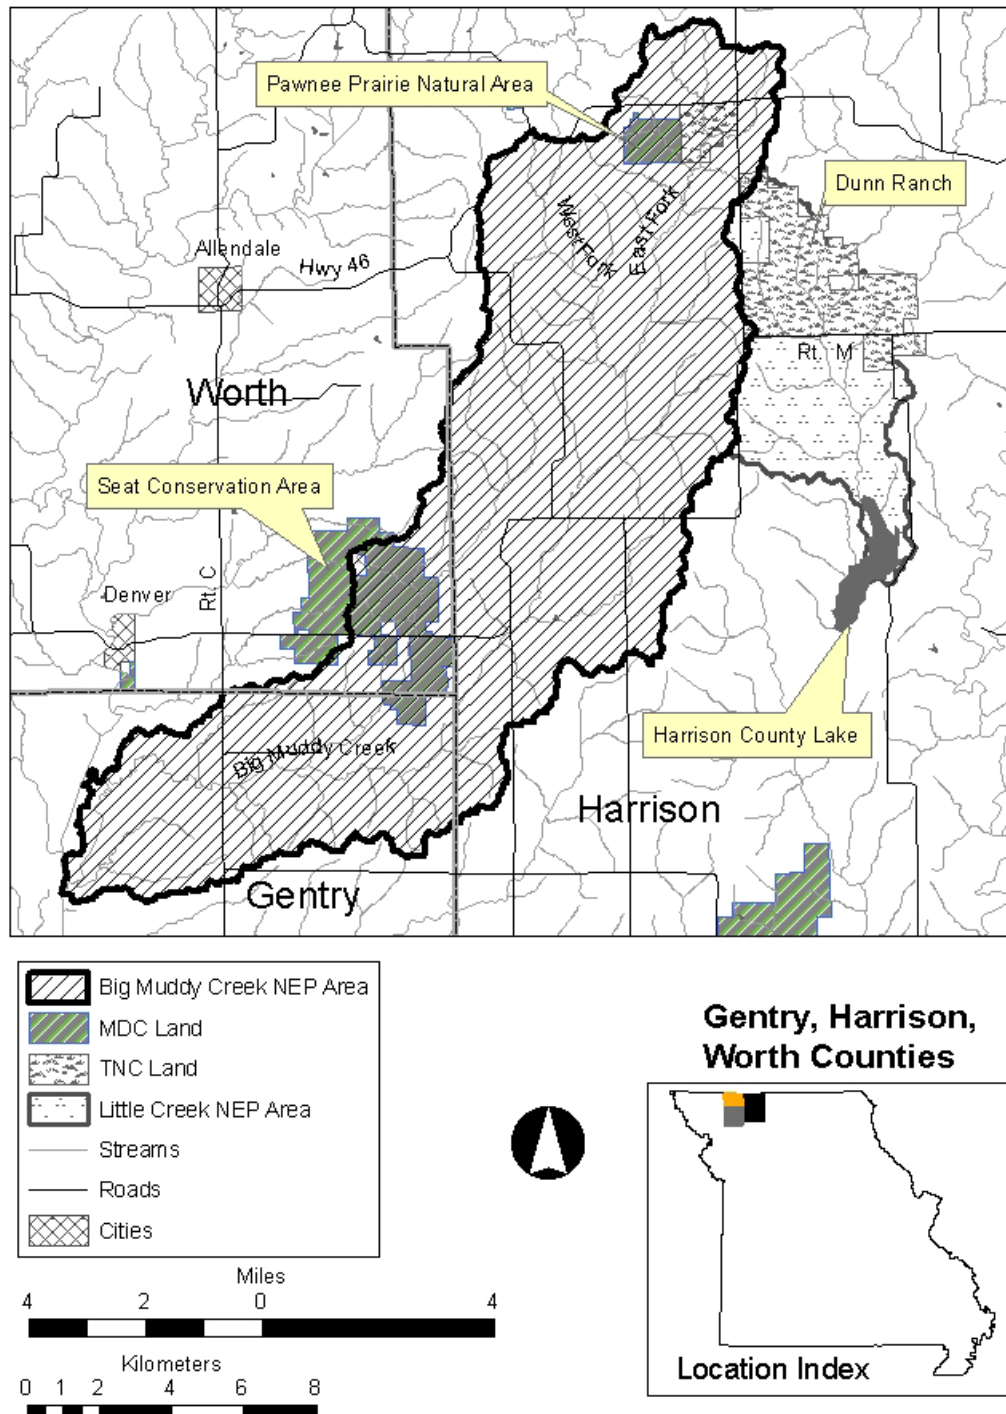 Pawnee Prairie Natural Area
Dunn Ranch
West Fork
East Fork
Allendale
Hwy 46
Rt. M
Worth
Seat Conservation Area
Rt. C
Denver
Harrison County Lake
Big Muddy Creek
Harrison
Gentry
Big Muddy Creek NEP Area
MDC Land
TNC Land
Little Creek NEP Area
Streams
Roads
Cities
Gentry, Harrison,
Worth Counties
Location Index
Miles
4 2 0 4
Kilometers
0 1 2 4 6 8